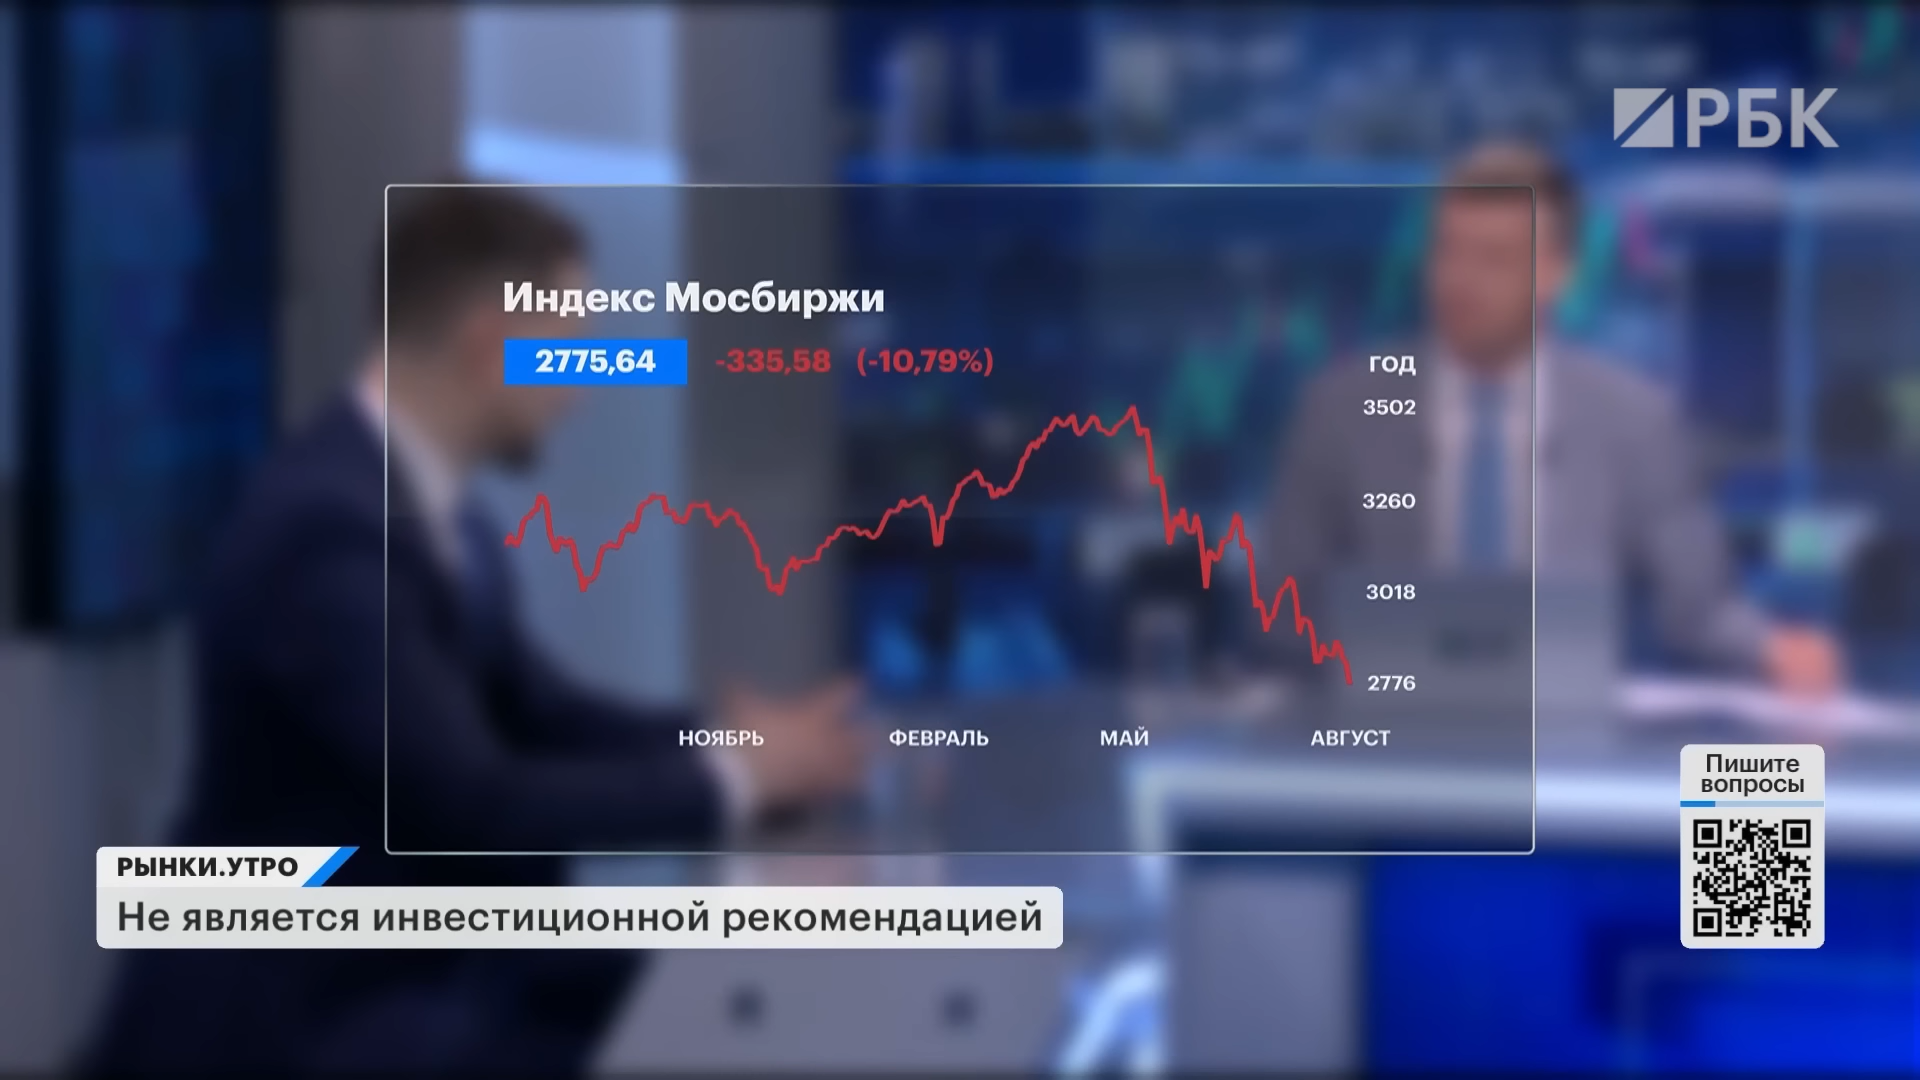 РБК
Индекс Мосбиржи
2775,64 -335,58 (-10,79%)
ГОД
3502
3260
3018
2776
НОЯБРЬ ФЕВРАЛЬ МАЙ АВГУСТ
Пишите
вопросы
РЫНКИ.УТРО
Не является инвестиционной рекомендацией